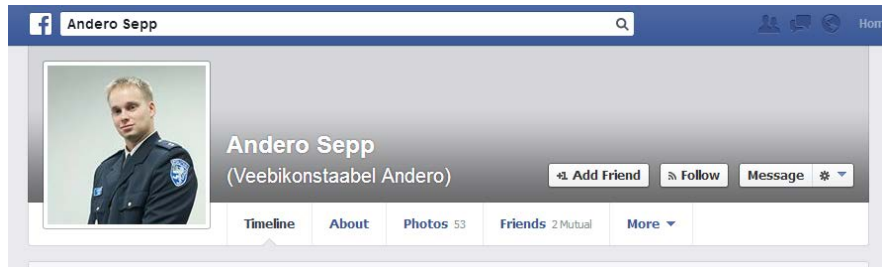 f Andero Sepp Hom
Andero Sepp
(Veebikonstaabel Andero)
+1 Add Friend Follow Message
Timeline About Photos 53 Friends 2 Mutual More